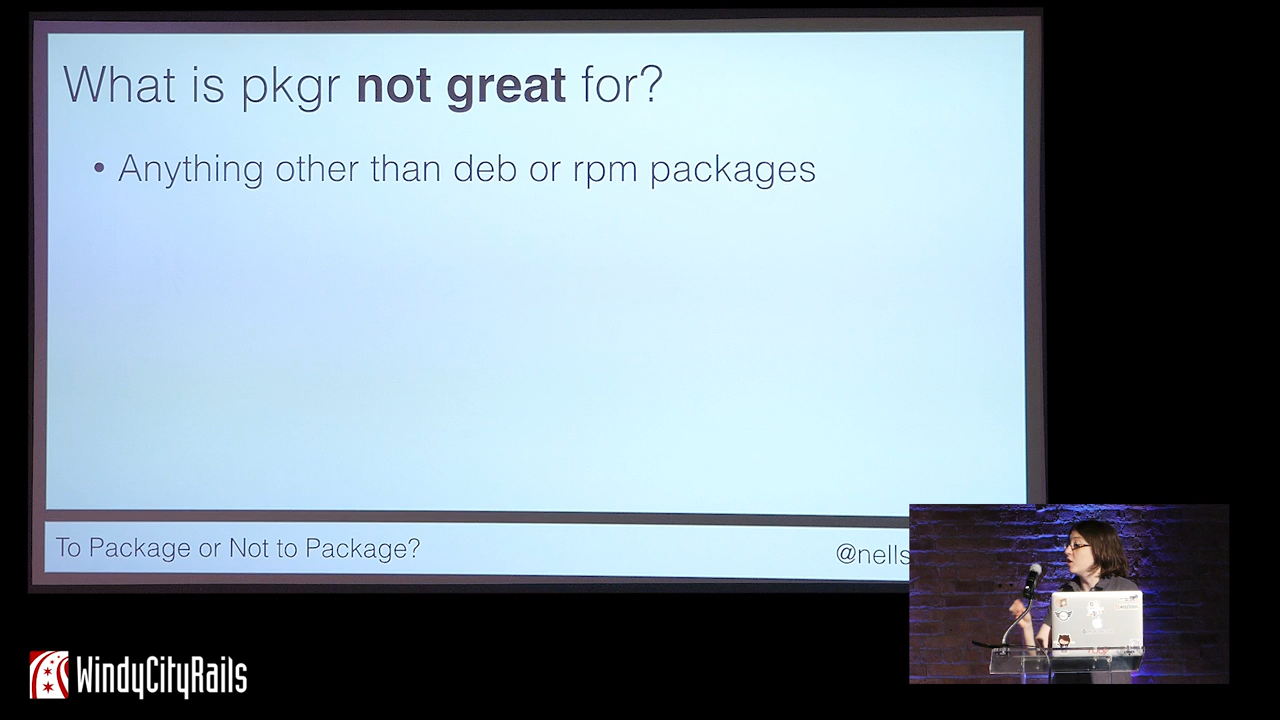 What is pkgr not great for?
• Anything other than deb or rpm packages
To Package or Not to Package?
@nells
WindyCityRails